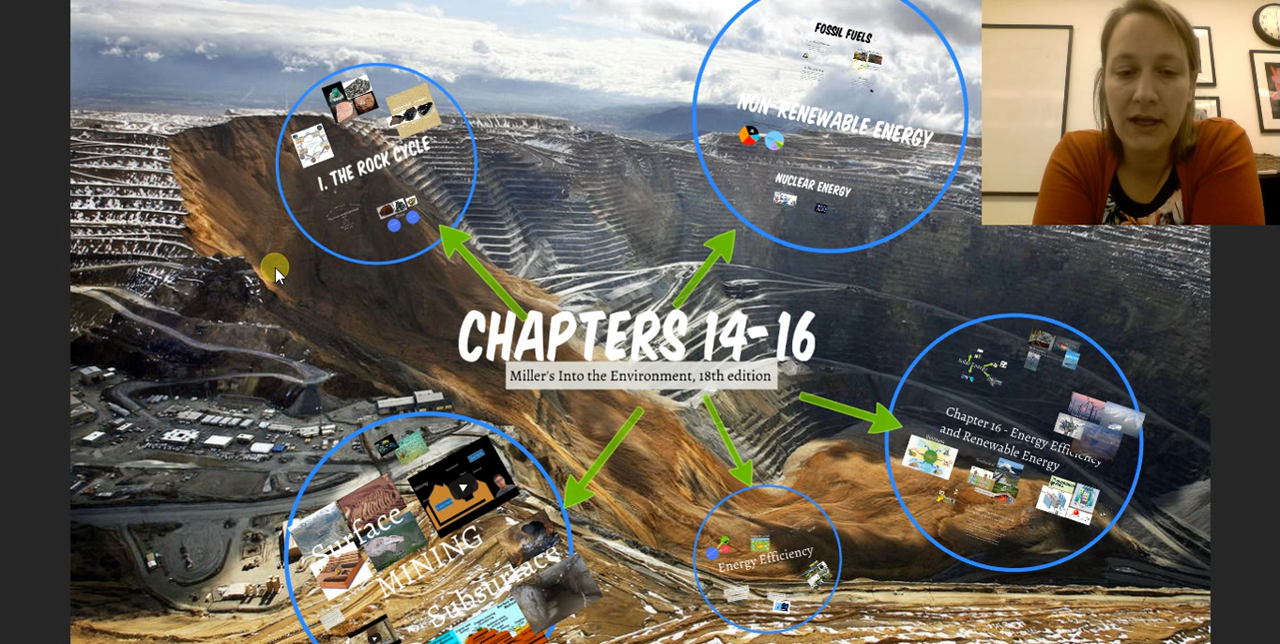 FOSSIL FUELS
NON-RENEWABLE ENERGY
NUCLEAR ENERGY
I. THE ROCK CYCLE
CHAPTERS 14-16
Miller's Into the Environment, 18th edition
Chapter 16 - Energy Efficiency
and Renewable Energy
Surface
MINING
Subsurface
Energy Efficiency